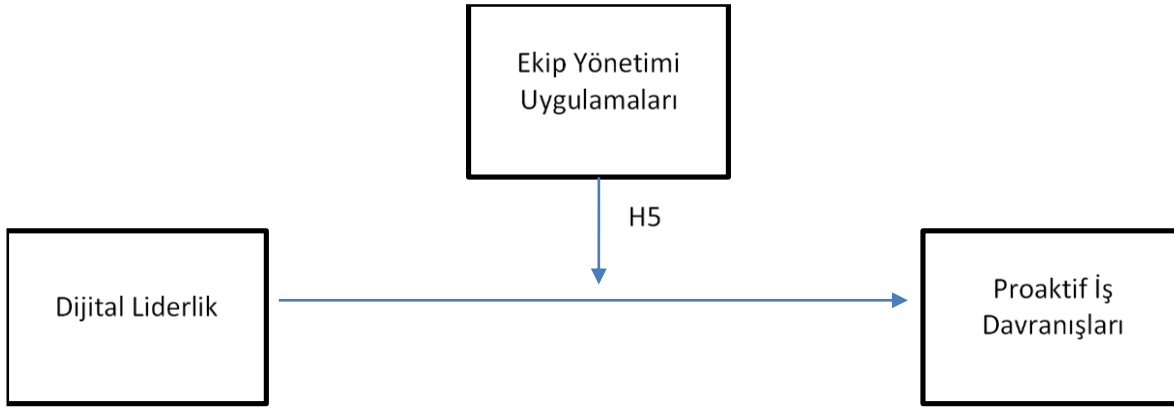 Ekip Yönetimi
Uygulamaları
H5
Dijital Liderlik
Proaktif İş
Davranışları